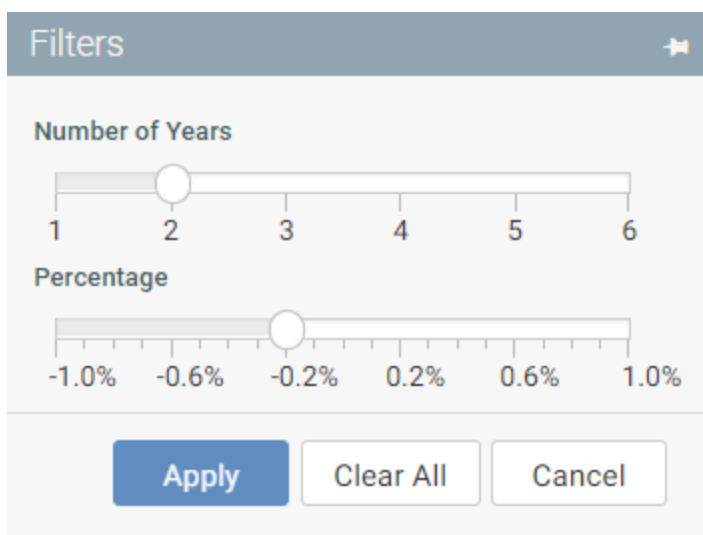 Filters
Number of Years
1 2 3 4 5 6
Percentage
-1.0% -0.6% -0.2% 0.2% 0.6% 1.0%
Apply Clear All Cancel